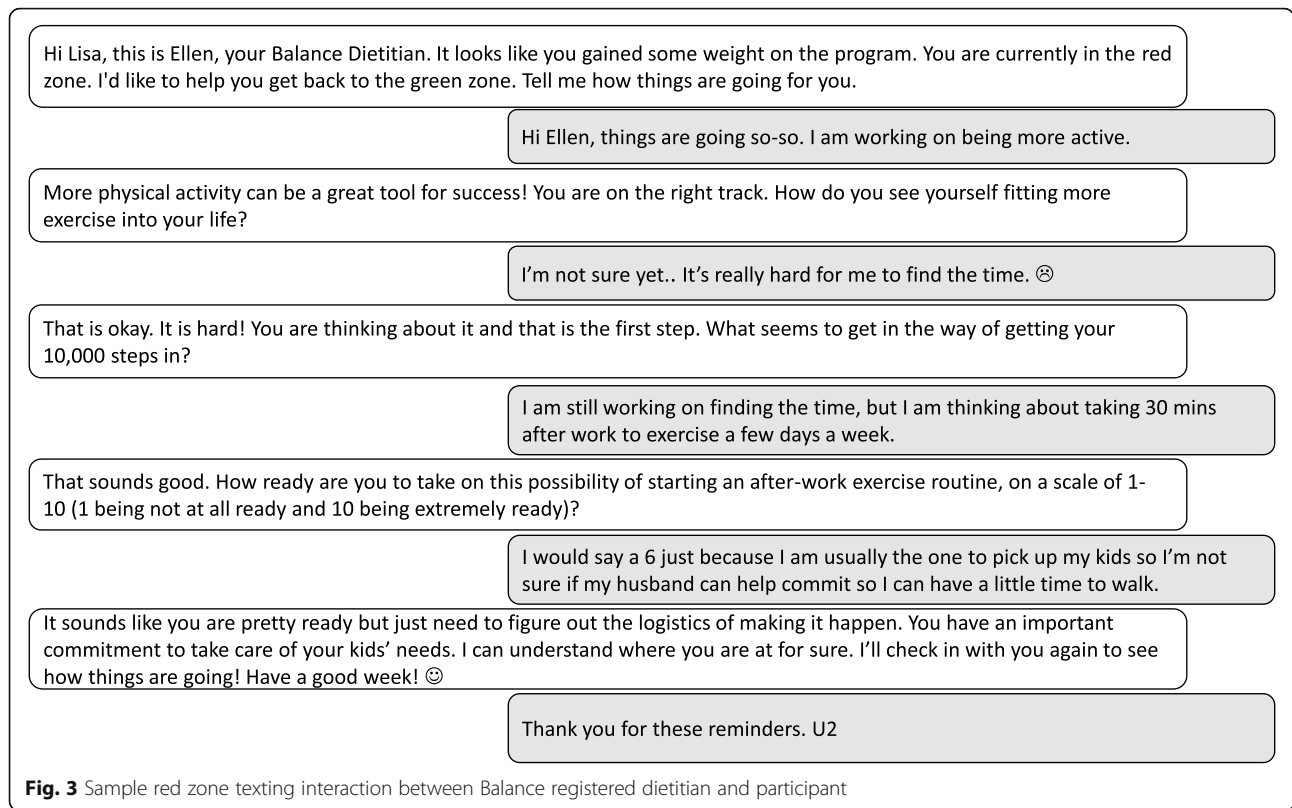 Hi Lisa, this is Ellen, your Balance Dietitian. It looks like you gained some weight on the program. You are currently in the red
zone. I'd like to help you get back to the green zone. Tell me how things are going for you.
Hi Ellen, things are going so-so. I am working on being more active.
More physical activity can be a great tool for success! You are on the right track. How do you see yourself fitting more
exercise into your life?
I’m not sure yet.. It’s really hard for me to find the time. ☹
That is okay. It is hard! You are thinking about it and that is the first step. What seems to get in the way of getting your
10,000 steps in?
I am still working on finding the time, but I am thinking about taking 30 mins
after work to exercise a few days a week.
That sounds good. How ready are you to take on this possibility of starting an after-work exercise routine, on a scale of 1-
10 (1 being not at all ready and 10 being extremely ready)?
I would say a 6 just because I am usually the one to pick up my kids so I’m not
sure if my husband can help commit so I can have a little time to walk.
It sounds like you are pretty ready but just need to figure out the logistics of making it happen. You have an important
commitment to take care of your kids’ needs. I can understand where you are at for sure. I’ll check in with you again to see
how things are going! Have a good week! ☺
Thank you for these reminders. U2
Fig. 3 Sample red zone texting interaction between Balance registered dietitian and participant